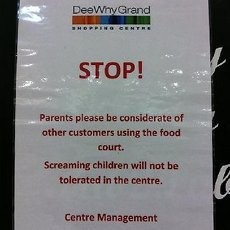 DeeWhyGrand
SHOPPING CENTRE
STOP!
Parents please be considerate of
other customers using the food
court.
Screaming children will not be
tolerated in the centre.
Centre Management